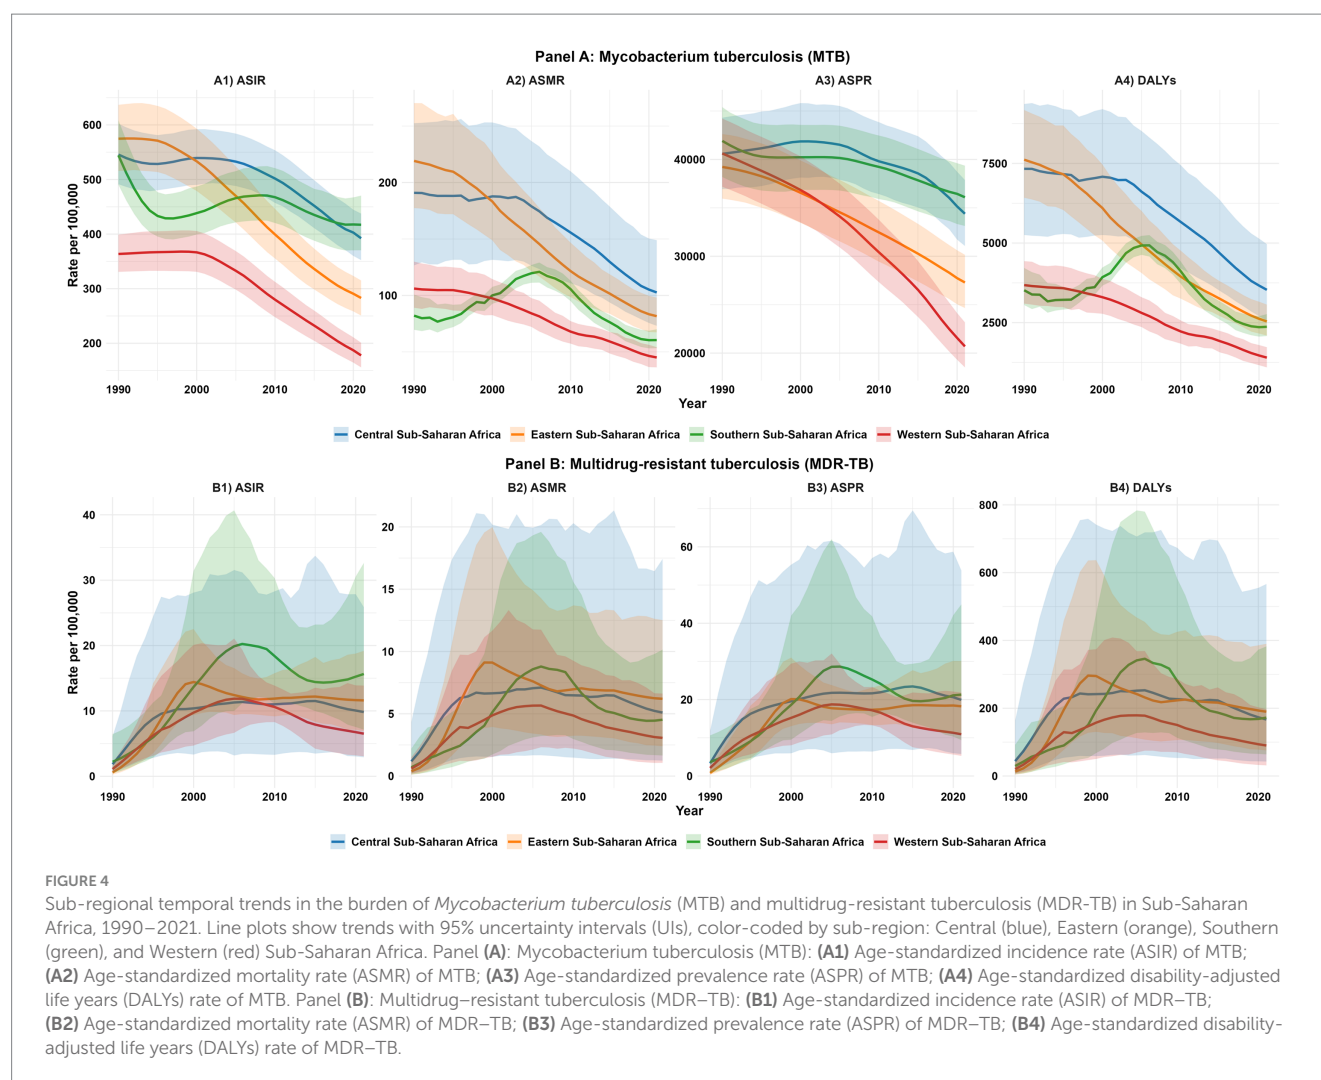 Panel A: Mycobacterium tuberculosis (MTB)
A1) ASIR
A2) ASMR
A3) ASPR
A4) DALYs
Rate per 100,000
600
500
400
300
200
200
100
40000
30000
20000
7500
5000
2500
1990 2000 2010 2020
1990 2000 2010 2020
1990 2000 2010 2020
1990 2000 2010 2020
Year
Central Sub-Saharan Africa Eastern Sub-Saharan Africa Southern Sub-Saharan Africa Western Sub-Saharan Africa
Panel B: Multidrug-resistant tuberculosis (MDR-TB)
B1) ASIR
B2) ASMR
B3) ASPR
B4) DALYs
Rate per 100,000
40
30
20
10
0
20
15
10
5
0
60
40
20
0
800
600
400
200
0
1990 2000 2010 2020
1990 2000 2010 2020
1990 2000 2010 2020
1990 2000 2010 2020
Year
Central Sub-Saharan Africa Eastern Sub-Saharan Africa Southern Sub-Saharan Africa Western Sub-Saharan Africa
FIGURE 4
Sub-regional temporal trends in the burden of Mycobacterium tuberculosis (MTB) and multidrug-resistant tuberculosis (MDR-TB) in Sub-Saharan
Africa, 1990–2021. Line plots show trends with 95% uncertainty intervals (UIs), color-coded by sub-region: Central (blue), Eastern (orange), Southern
(green), and Western (red) Sub-Saharan Africa. Panel (A): Mycobacterium tuberculosis (MTB): (A1) Age-standardized incidence rate (ASIR) of MTB;
(A2) Age-standardized mortality rate (ASMR) of MTB; (A3) Age-standardized prevalence rate (ASPR) of MTB; (A4) Age-standardized disability-adjusted
life years (DALYs) rate of MTB. Panel (B): Multidrug–resistant tuberculosis (MDR–TB): (B1) Age-standardized incidence rate (ASIR) of MDR–TB;
(B2) Age-standardized mortality rate (ASMR) of MDR–TB; (B3) Age-standardized prevalence rate (ASPR) of MDR–TB; (B4) Age-standardized disability-
adjusted life years (DALYs) rate of MDR–TB.